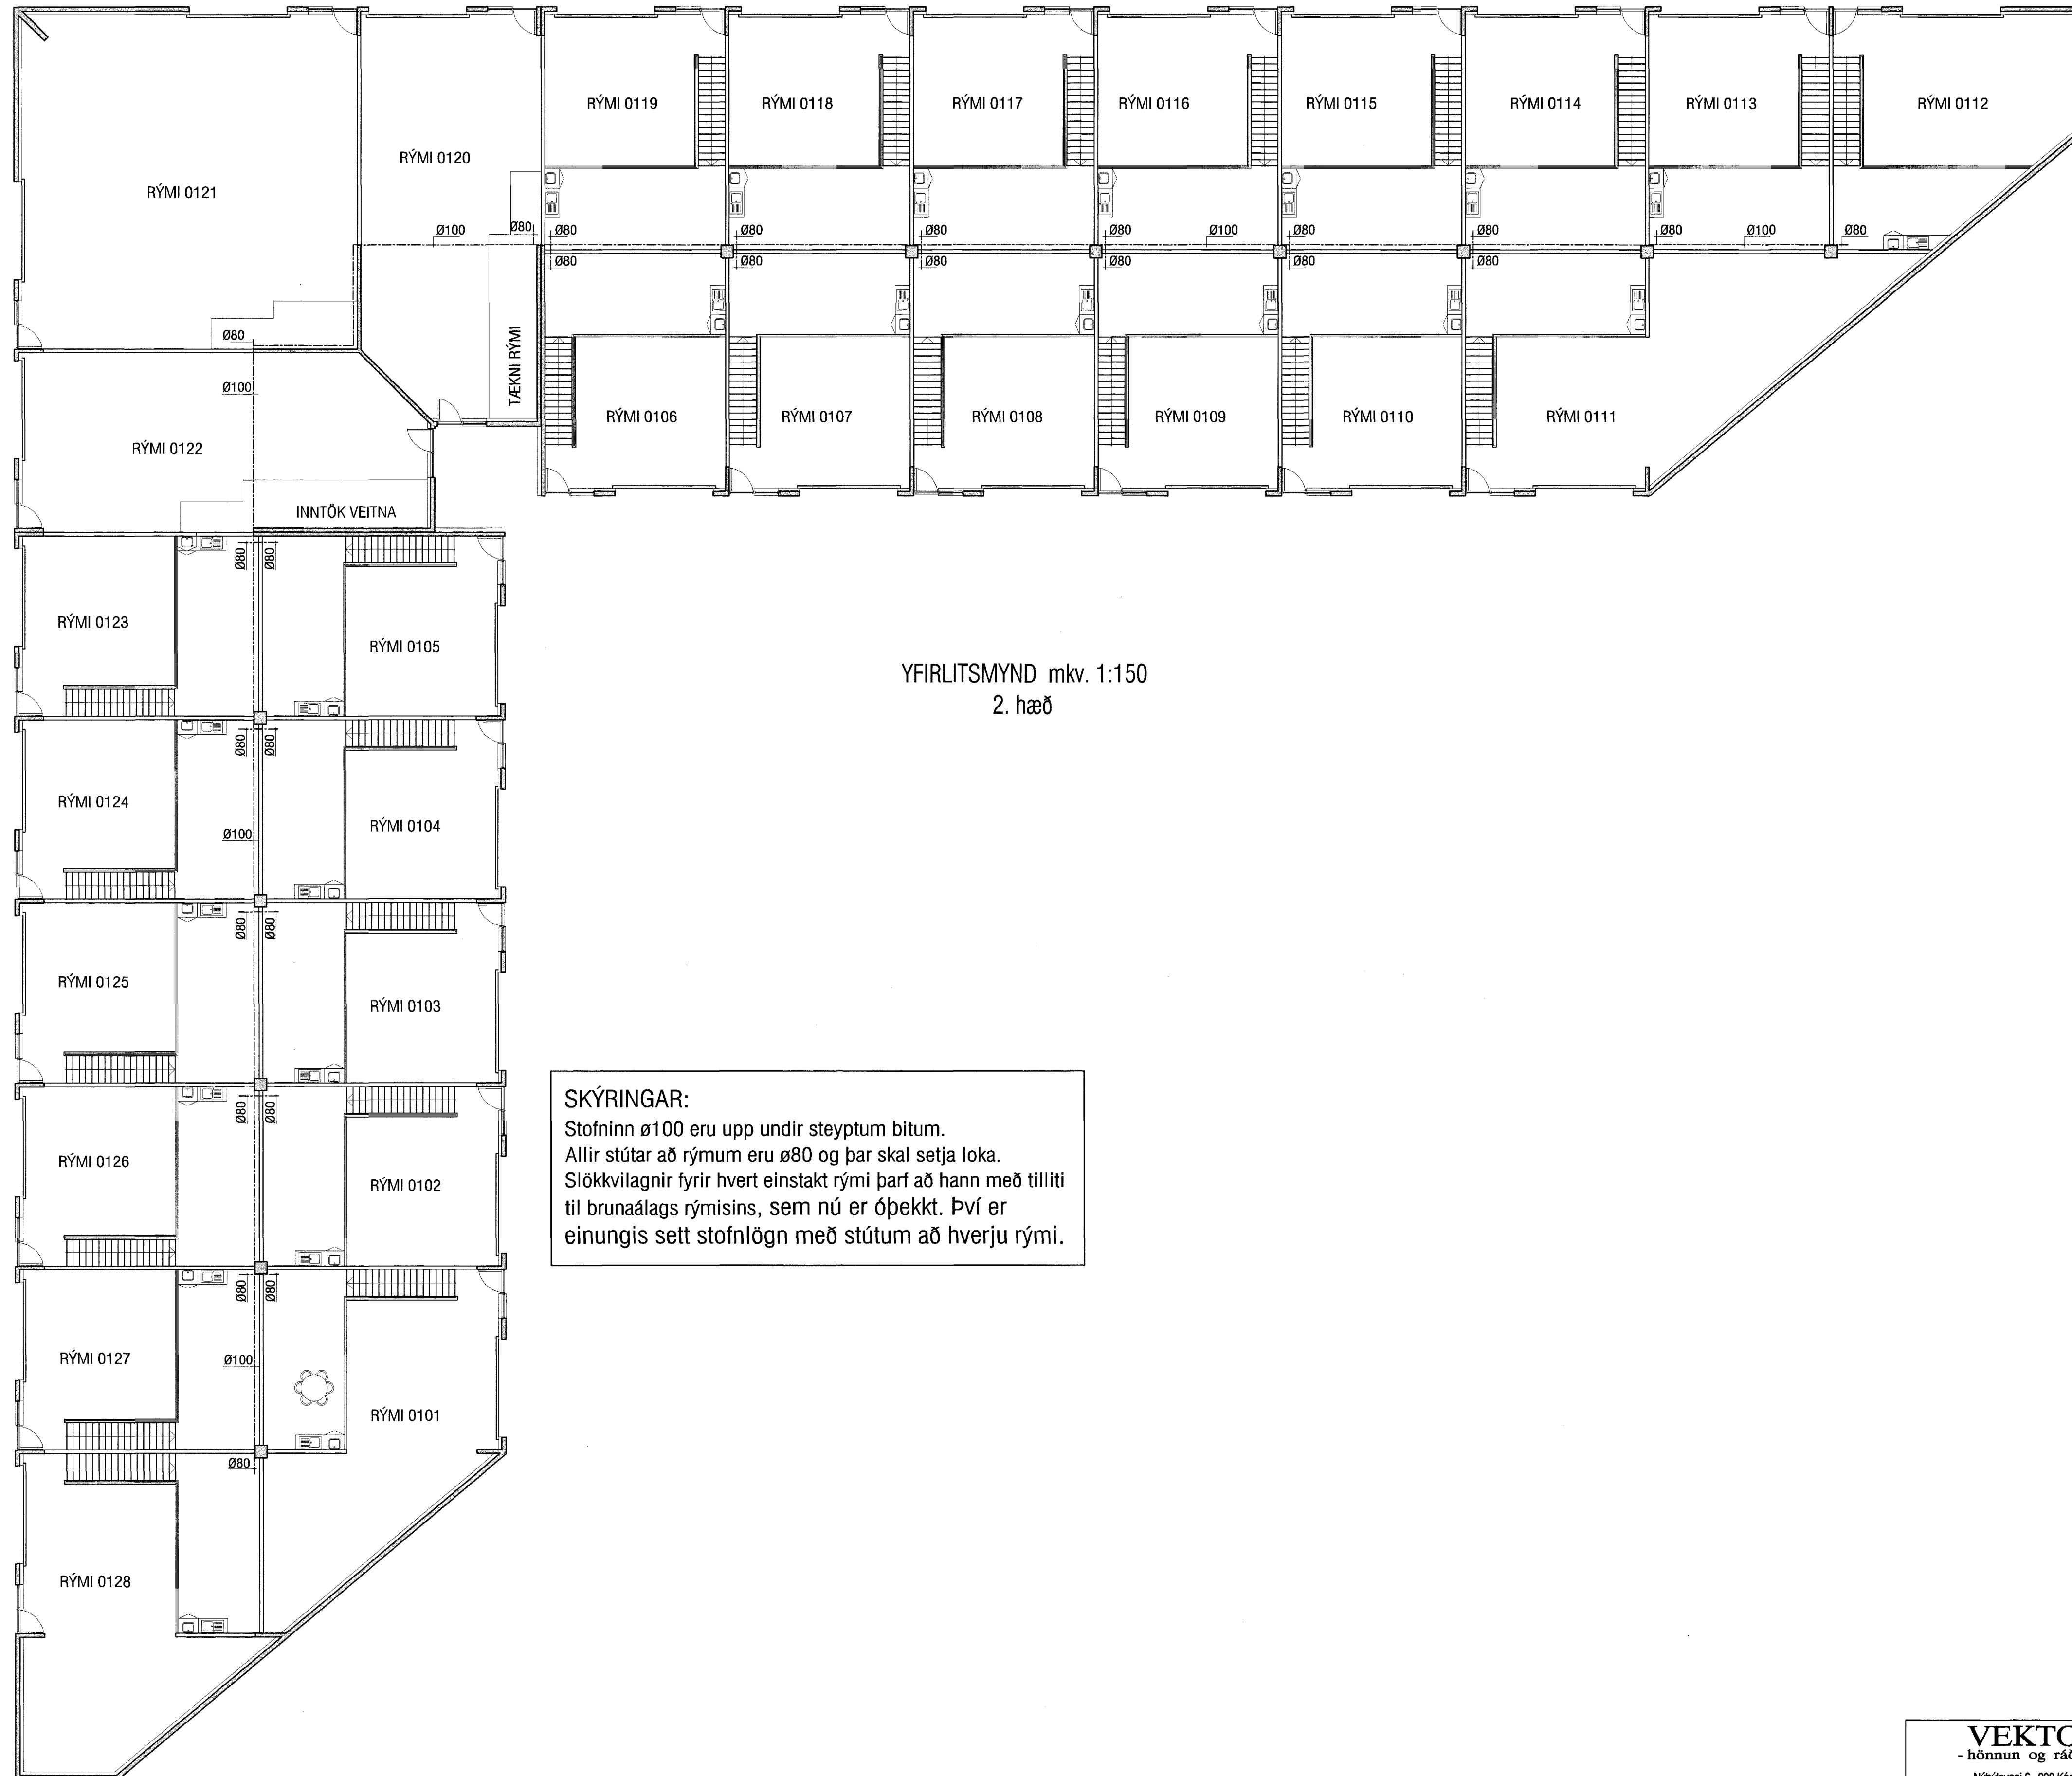 RÝMI 0119
RÝMI 0118
RÝMI 0117
RÝMI 0116
RÝMI 0115
RÝMI 0114
RÝMI 0113
RÝMI 0112
RÝMI 0120
RÝMI 0121
Ø100
Ø80
Ø80
Ø80
Ø80
Ø80
Ø100
Ø80
Ø80
Ø80
Ø100
Ø80
Ø80
Ø80
Ø80
Ø80
Ø80
Ø80
Ø80
TÆKNI RÝMI
Ø100
RÝMI 0106
RÝMI 0107
RÝMI 0108
RÝMI 0109
RÝMI 0110
RÝMI 0111
RÝMI 0122
INNTÖK VEITNA
Ø80
Ø80
RÝMI 0123
RÝMI 0105
YFIRLITSMYND mkv. 1:150
2. hæð
Ø80
Ø80
RÝMI 0124
RÝMI 0104
Ø100
Ø80
Ø80
RÝMI 0125
RÝMI 0103
Ø80
Ø80
RÝMI 0126
RÝMI 0102
SKÝRINGAR:
Stofninn ø100 eru upp undir steyptum bitum.
Allir stútar að rýmum eru ø80 og þar skal setja loka.
Slökkvilagnir fyrir hvert einstakt rými þarf að hann með tilliti
til brunaálags rýmisins, sem nú er óþekkt. Því er
einungis sett stofnlögn með stútum að hverju rými.
Ø80
Ø80
RÝMI 0127
Ø100
RÝMI 0101
Ø80
RÝMI 0128
VEKTO
- hönnun og ráð